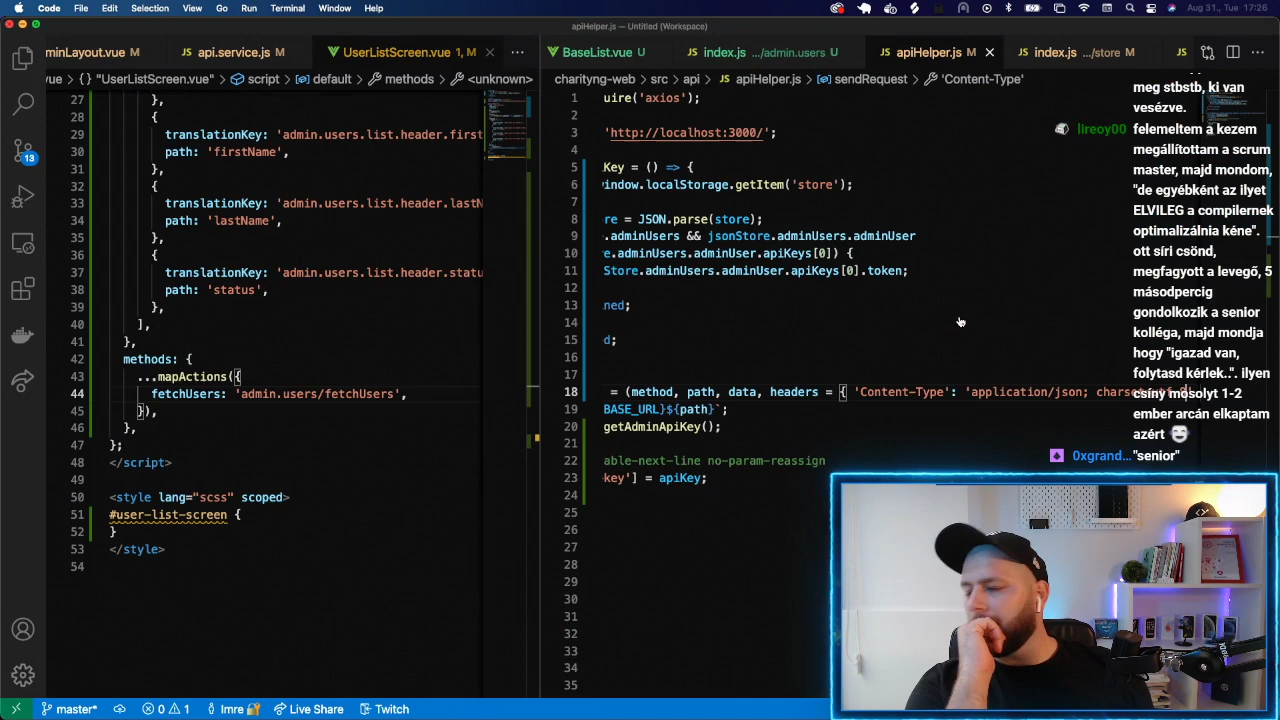 Code File Edit Selection View Go Run Terminal Window Help Aug 31., Tue 17:26
apiHelper.js — Untitled (Workspace)
minLayout.vue M api.service.js M UserListScreen.vue 1, M
BaseList.vue U index.js .../admin.users U apiHelper.js M index.js .../store M
vue {} "UserListScreen.vue" script default methods <unknown>
charityng-web src api apiHelper.js sendRequest 'Content-Type'
27 },
28 {
29 translationKey: 'admin.users.list.header.first
30 path: 'firstName',
31 },
32 {
33 translationKey: 'admin.users.list.header.lastN
34 path: 'lastName',
35 },
36 {
37 translationKey: 'admin.users.list.header.statu
38 path: 'status',
39 },
40 ],
41 },
42 methods: {
43 ...mapActions({
44 fetchUsers: 'admin.users/fetchUsers',
45 }),
46 },
47 };
48 </script>
49
50 <style lang="scss" scoped>
51 #user-list-screen {
52 }
53 </style>
54
1 uire('axios');
2
3 'http://localhost:3000/';
4
5 Key = () => {
6 indow.localStorage.getItem('store');
7
8 re = JSON.parse(store);
9 .adminUsers && jsonStore.adminUsers.adminUser
10 e.adminUsers.adminUser.apiKeys[0]) {
11 Store.adminUsers.adminUser.apiKeys[0].token;
12
13 ned;
14
15 d;
16
17
18 = (method, path, data, headers = { 'Content-Type': 'application/json; charset=utf-8'
19 BASE_URL}${path}`;
20 getAdminApiKey();
21
22 able-next-line no-param-reassign
23 key'] = apiKey;
24
25
26
27
28
29
30
31
32
33
34
35
meg stbstb, ki van
vesézve.
lireoy00 felemeltem a kezem
megállítottam a scrum
master, majd mondom,
"de egyébként az ilyet
ELVILEG a compilernek
optimalizálnia kéne".
ott síri csönd,
megfagyott a levegő, 5
másodpercig
gondolkozik a senior
kolléga, majd mondja
hogy "igazad van,
folytasd kérlek.". ilyen
csíny mosolyt 1-2
ember arcán elkaptam
azért
0xgrand... "senior"
13
master* 0 1 Imre Live Share Twitch